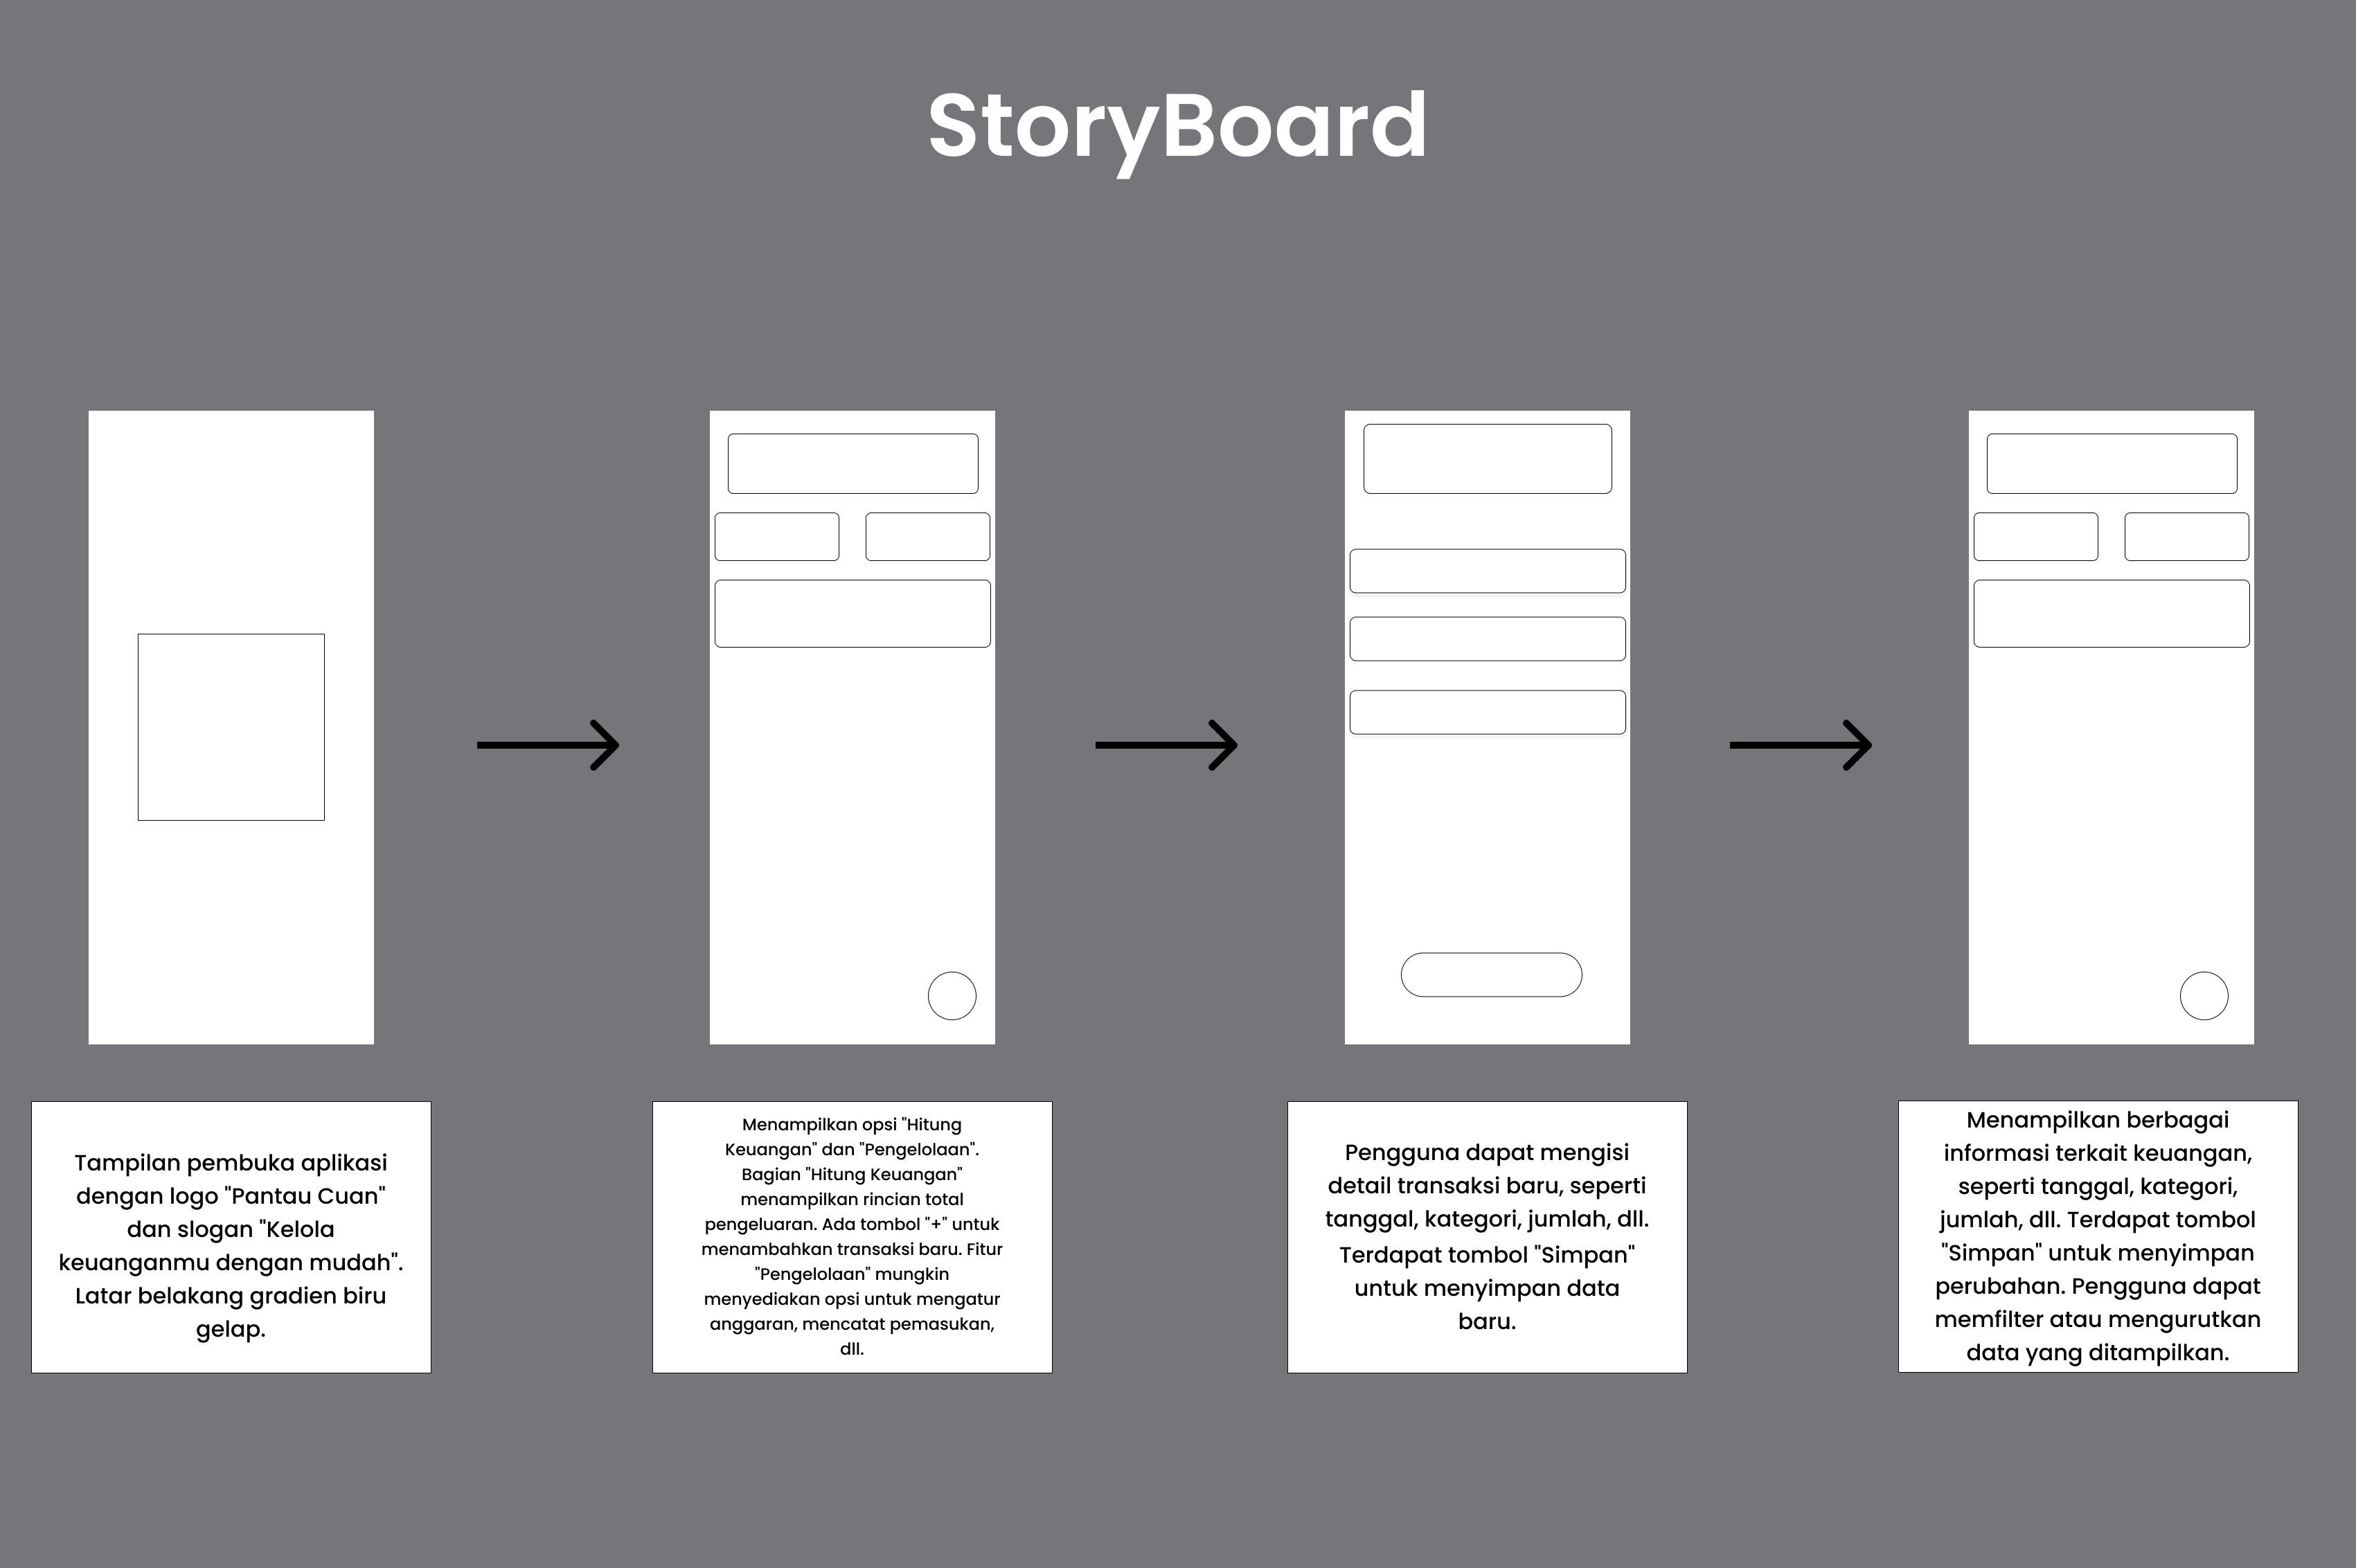 StoryBoard
Tampilan pembuka aplikasi
dengan logo "Pantau Cuan"
dan slogan "Kelola
keuanganmu dengan mudah".
Latar belakang gradien biru
gelap.
Menampilkan opsi "Hitung
Keuangan" dan "Pengelolaan".
Bagian "Hitung Keuangan"
menampilkan rincian total
pengeluaran. Ada tombol "+" untuk
menambahkan transaksi baru. Fitur
"Pengelolaan" mungkin
menyediakan opsi untuk mengatur
anggaran, mencatat pemasukan,
dll.
Pengguna dapat mengisi
detail transaksi baru, seperti
tanggal, kategori, jumlah, dll.
Terdapat tombol "Simpan"
untuk menyimpan data
baru.
Menampilkan berbagai
informasi terkait keuangan,
seperti tanggal, kategori,
jumlah, dll. Terdapat tombol
"Simpan" untuk menyimpan
perubahan. Pengguna dapat
memfilter atau mengurutkan
data yang ditampilkan.